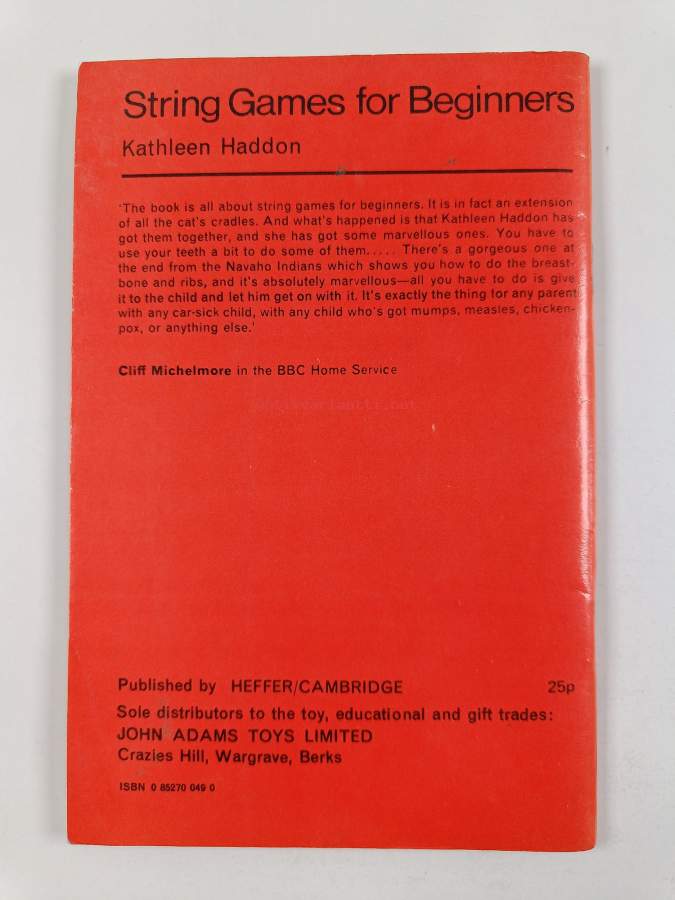 String Games for Beginners
Kathleen Haddon
'The book is all about string games for beginners. It is in fact an extension
of all the cat's cradles. And what's happened is that Kathleen Haddon has
got them together, and she has got some marvellous ones. You have to
use your teeth a bit to do some of them..... There's a gorgeous one at
the end from the Navaho Indians which shows you how to do the breast-
bone and ribs, and it's absolutely marvellous—all you have to do is give
it to the child and let him get on with it. It's exactly the thing for any parent
with any car-sick child, with any child who's got mumps, measles, chicken-
pox, or anything else.'
Cliff Michelmore in the BBC Home Service
Published by HEFFER/CAMBRIDGE 25p
Sole distributors to the toy, educational and gift trades:
JOHN ADAMS TOYS LIMITED
Crazies Hill, Wargrave, Berks
ISBN 0 85270 049 0